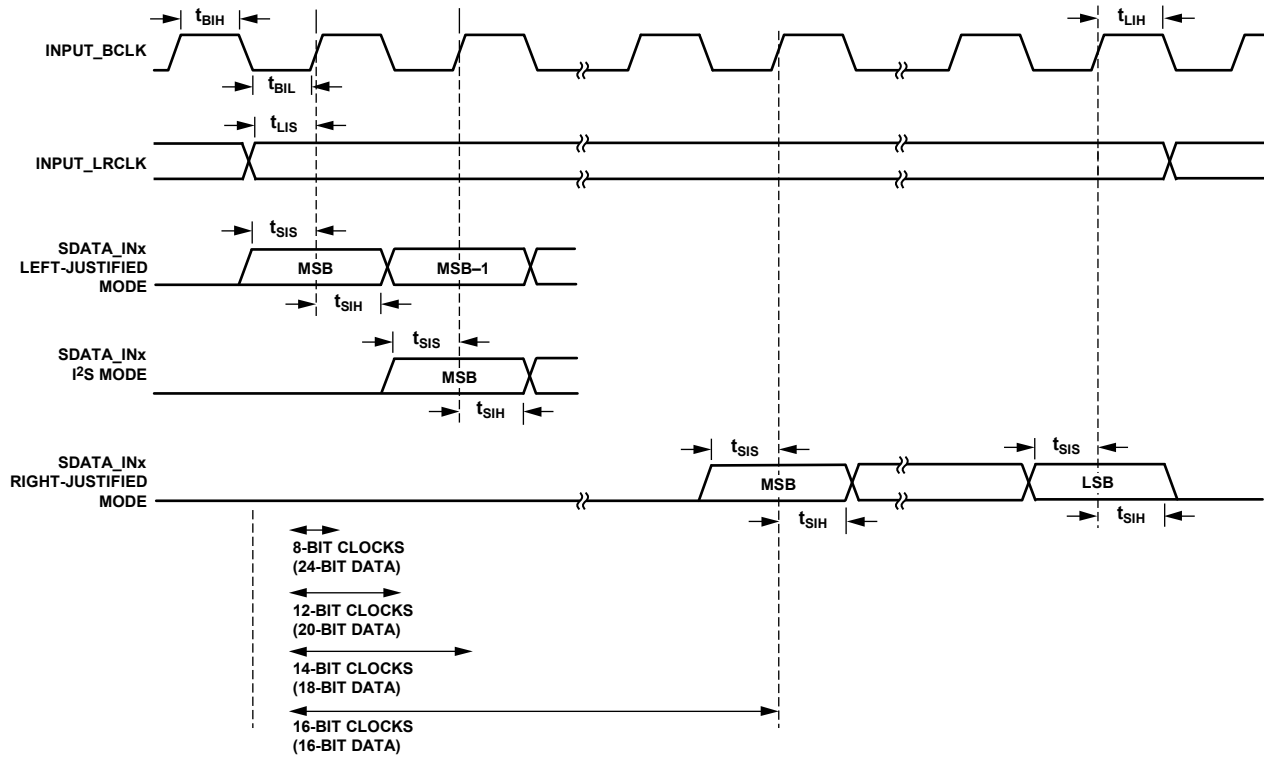 tBIH
tLIH
INPUT_BCLK
tBIL
tLIS
INPUT_LRCLK
tSIS
SDATA_INx
LEFT-JUSTIFIED
MODE
MSB
MSB–1
tSIH
tSIS
SDATA_INx
I2S MODE
MSB
tSIH
tSIS
tSIS
SDATA_INx
RIGHT-JUSTIFIED
MODE
MSB
LSB
tSIH
tSIH
8-BIT CLOCKS
(24-BIT DATA)
12-BIT CLOCKS
(20-BIT DATA)
14-BIT CLOCKS
(18-BIT DATA)
16-BIT CLOCKS
(16-BIT DATA)